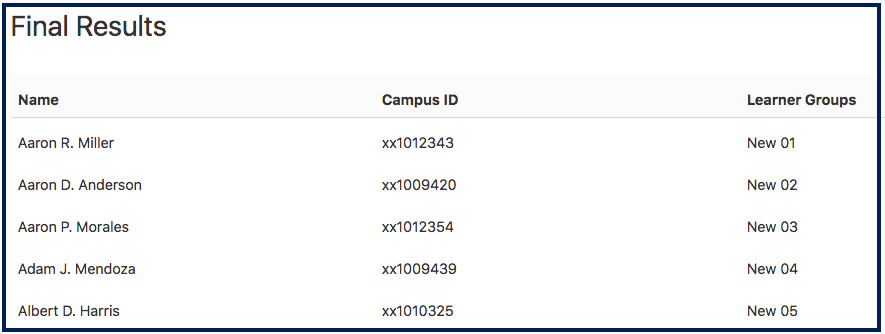 Final Results
Name Campus ID Learner Groups
Aaron R. Miller xx1012343 New 01
Aaron D. Anderson xx1009420 New 02
Aaron P. Morales xx1012354 New 03
Adam J. Mendoza xx1009439 New 04
Albert D. Harris xx1010325 New 05